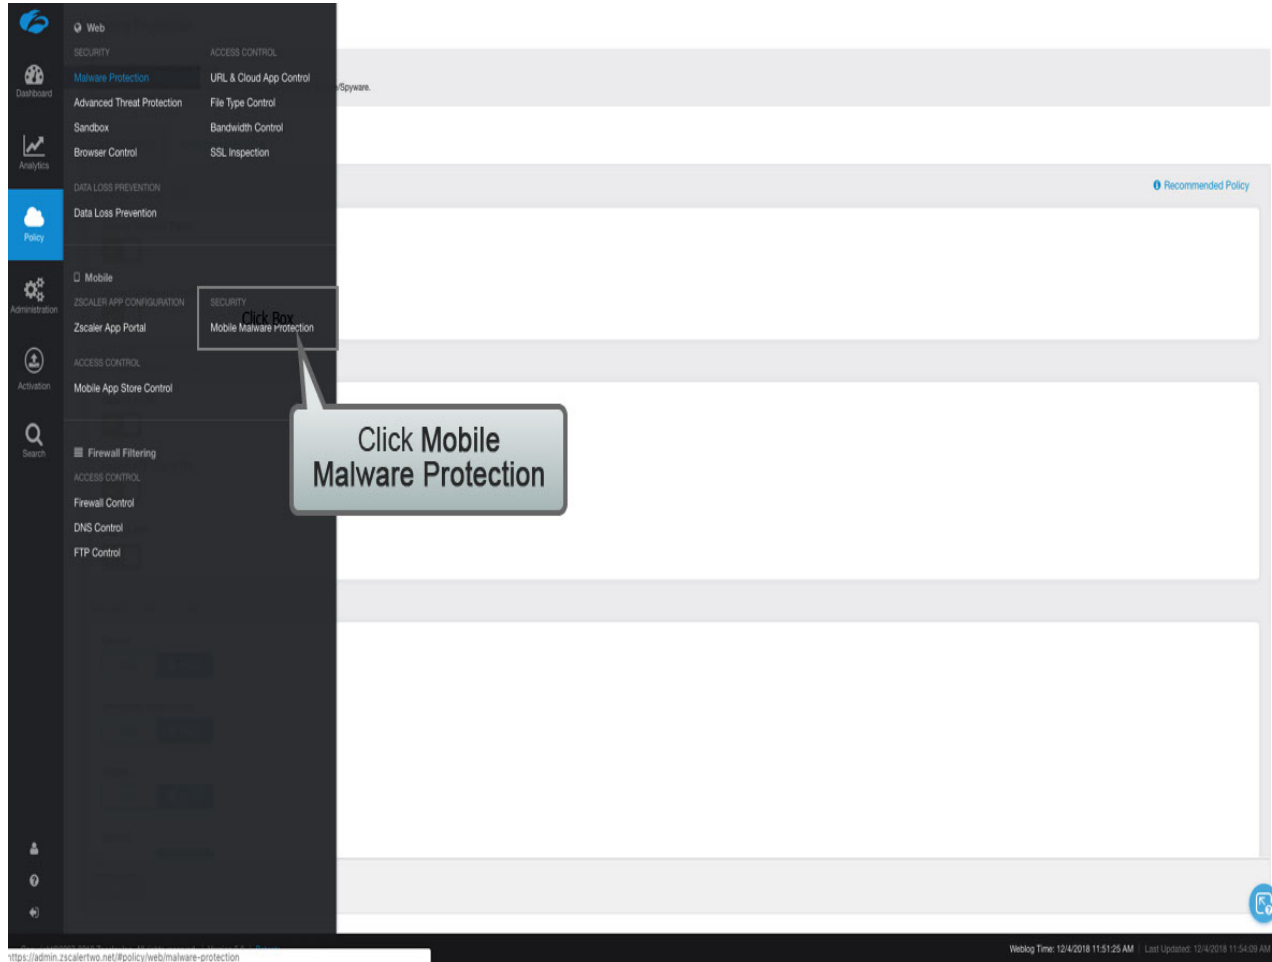 Web
SECURITY
ACCESS CONTROL
Malware Protection
URL & Cloud App Control
Advanced Threat Protection
File Type Control
Sandbox
Bandwidth Control
Browser Control
SSL Inspection
DATA LOSS PREVENTION
Data Loss Prevention
Mobile
ZSCALER APP CONFIGURATION
SECURITY
Click Box
Zscaler App Portal
Mobile Malware Protection
ACCESS CONTROL
Mobile App Store Control
Firewall Filtering
ACCESS CONTROL
Firewall Control
DNS Control
FTP Control
Dashboard
Analytics
Policy
Administration
Activation
Search
/Spyware.
Recommended Policy
Click Mobile
Malware Protection
https://admin.zscalertwo.net/#policy/web/malware-protection
Weblog Time: 12/4/2018 11:51:25 AM | Last Updated: 12/4/2018 11:54:09 AM